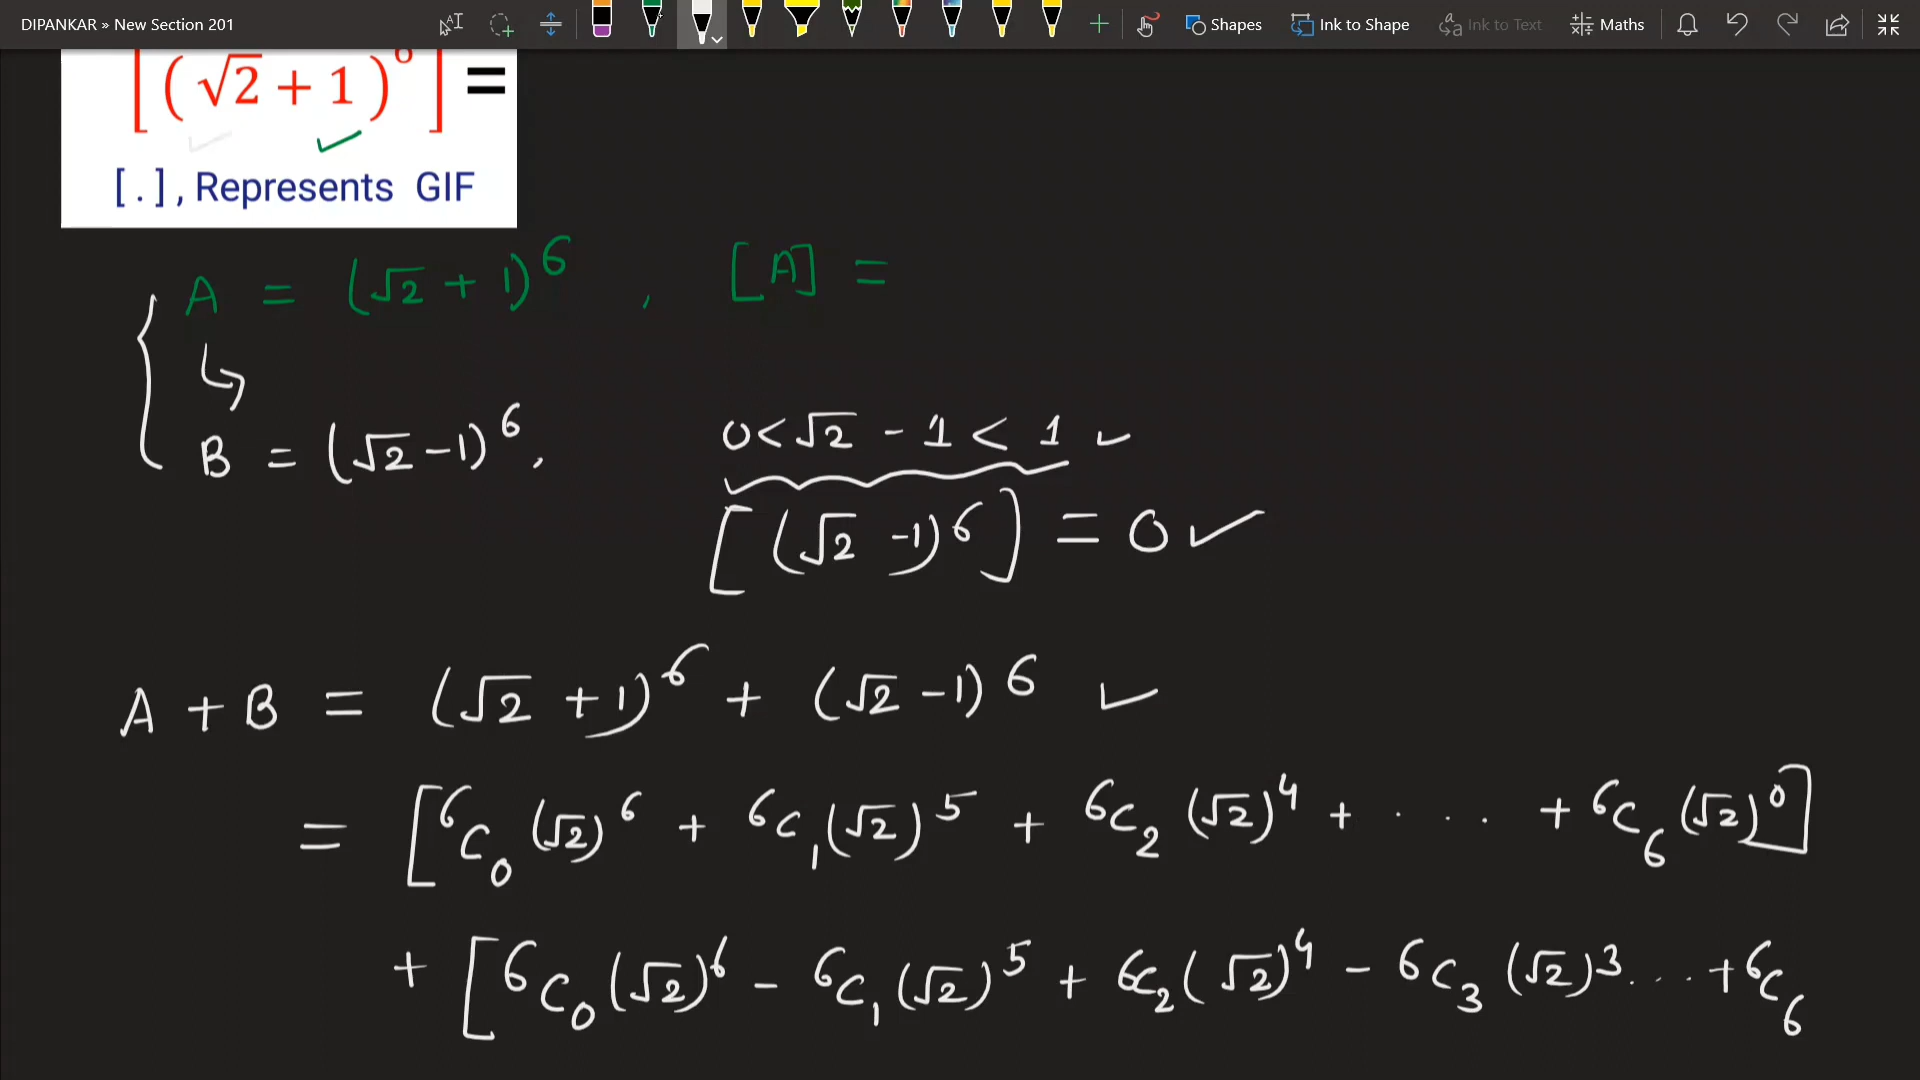 DIPANKAR » New Section 201
Shapes
Ink to Shape
Ink to Text
Maths
[(√2 + 1)⁶] =
[ . ] , Represents GIF
A = (√2 + 1)⁶ , [A] =
B = (√2 - 1)⁶,
0 < √2 - 1 < 1 ✓
[(√2 - 1)⁶] = 0 ✓
A + B = (√2 + 1)⁶ + (√2 - 1)⁶ ✓
= [⁶C₀ (√2)⁶ + ⁶C₁ (√2)⁵ + ⁶C₂ (√2)⁴ + . . . . + ⁶C₆ (√2)⁰]
+ [⁶C₀ (√2)⁶ - ⁶C₁ (√2)⁵ + 6C₂ (√2)⁴ - ⁶C₃ (√2)³ . . . + ⁶C₆